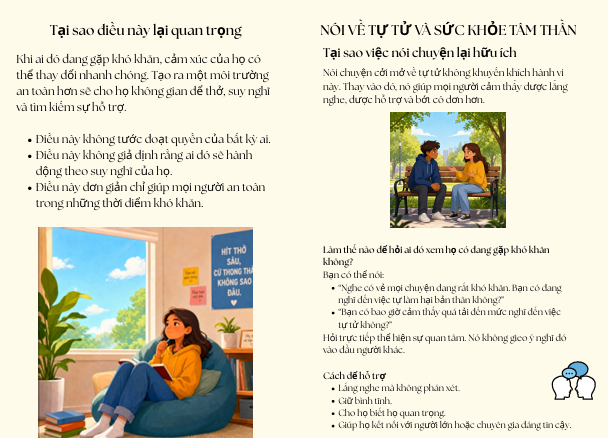 Tại sao điều này lại quan trọng
Khi ai đó đang gặp khó khăn, cảm xúc của họ có
thể thay đổi nhanh chóng. Tạo ra một môi trường
an toàn hơn sẽ cho họ không gian để thở, suy nghĩ
và tìm kiếm sự hỗ trợ.
• Điều này không tước đoạt quyền của bất kỳ ai.
• Điều này không giả định rằng ai đó sẽ hành
động theo suy nghĩ của họ.
• Điều này đơn giản chỉ giúp mọi người an toàn
trong những thời điểm khó khăn.
HÍT THỞ
SÂU,
CỨ THONG THẢ
KHÔNG SAO
ĐÂU.
NÓI VỀ TỰ TỬ VÀ SỨC KHỎE TÂM THẦN
Tại sao việc nói chuyện lại hữu ích
Nói chuyện cởi mở về tự tử không khuyến khích hành vi
này. Thay vào đó, nó giúp mọi người cảm thấy được lắng
nghe, được hỗ trợ và bớt cô đơn hơn.
Làm thế nào để hỏi ai đó xem họ có đang gặp khó khăn
không?
Bạn có thể nói:
• “Nghe có vẻ mọi chuyện đang rất khó khăn. Bạn có đang
nghĩ đến việc tự làm hại bản thân không?”
• “Bạn có bao giờ cảm thấy quá tải đến mức nghĩ đến việc
tự tử không?”
Hỏi trực tiếp thể hiện sự quan tâm. Nó không gieo ý nghĩ đó
vào đầu người khác.
Cách để hỗ trợ
• Lắng nghe mà không phán xét.
• Giữ bình tĩnh.
• Cho họ biết họ quan trọng.
• Giúp họ kết nối với người lớn hoặc chuyên gia đáng tin cậy.